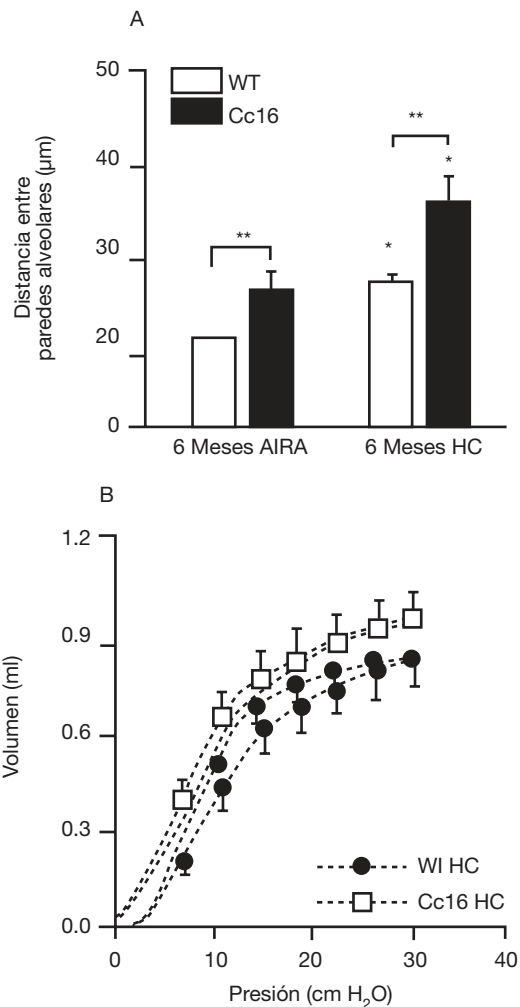 A
50
40
30
20
0
Distancia entre
paredes alveolares (µm)
WT
Cc16
**
*
**
*
6 Meses AIRA
6 Meses HC
B
1.2
0.9
0.6
0.3
0.0
Volumen (ml)
WI HC
Cc16 HC
0
10
20
30
40
Presión (cm H₂O)